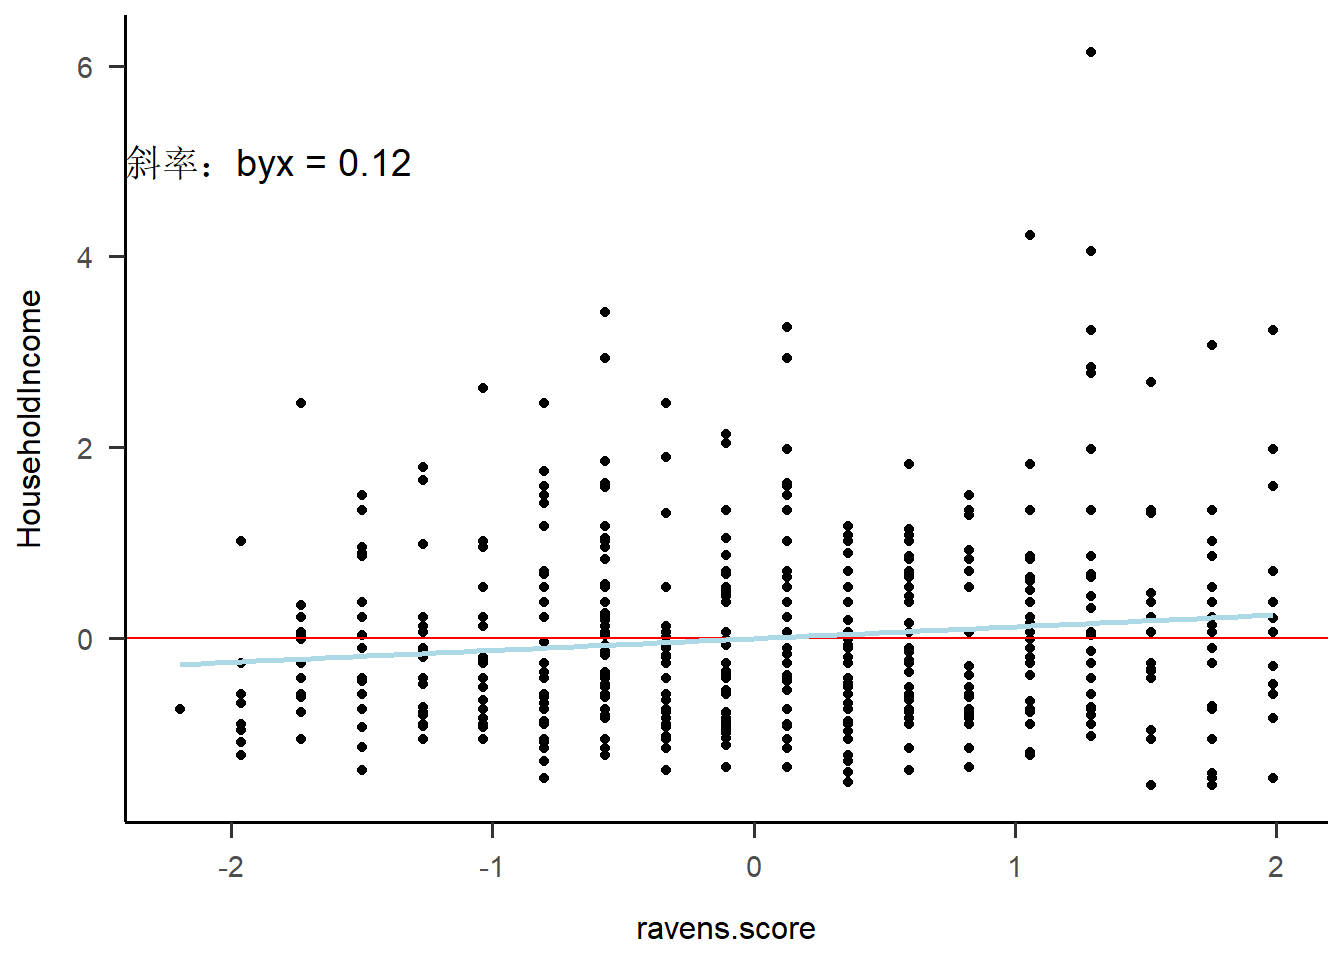 6
斜率：byx = 0.12
4
HouseholdIncome
2
0
-2 -1 0 1 2
ravens.score